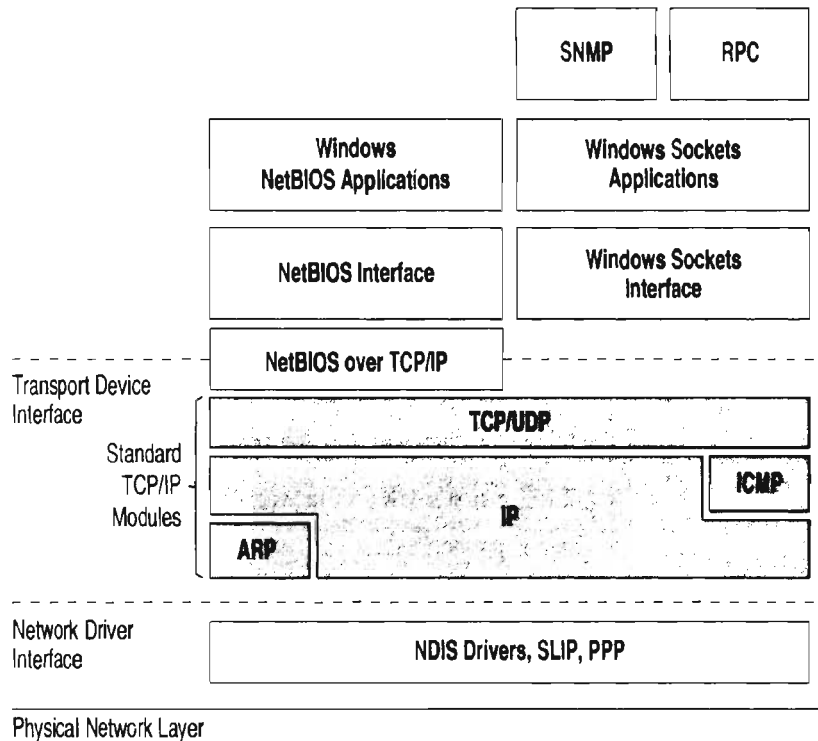 SNMP
RPC
Windows
NetBIOS Applications
Windows Sockets
Applications
NetBIOS Interface
Windows Sockets
Interface
NetBIOS over TCP/IP
Transport Device
Interface
TCP/UDP
Standard
TCP/IP
Modules
ICMP
IP
ARP
Network Driver
Interface
NDIS Drivers, SLIP, PPP
Physical Network Layer